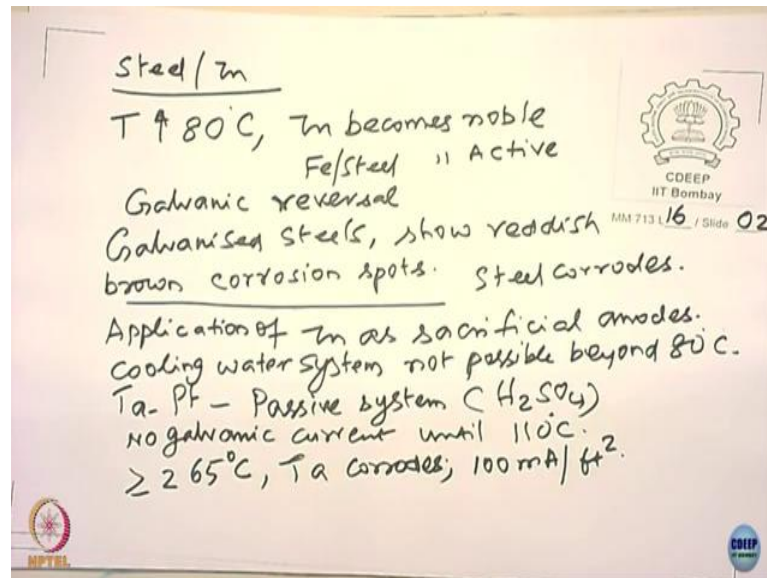 Steel/Zn
T ↑ 80°C, Zn becomes noble
Fe/Steel " Active
Galvanic reversal
Galvanised steels, show reddish
brown corrosion spots. Steel corrodes.
Application of Zn as sacrificial anodes.
Cooling water system not possible beyond 80°C.
Ta-Pt - Passive system (H2SO4)
No galvanic current until 110°C.
≥ 265°C, Ta corrodes; 100 mA/ft².
CDEEP
IIT Bombay
MM 713 L 16 / Slide 02
NPTEL
CDEEP
IIT BOMBAY